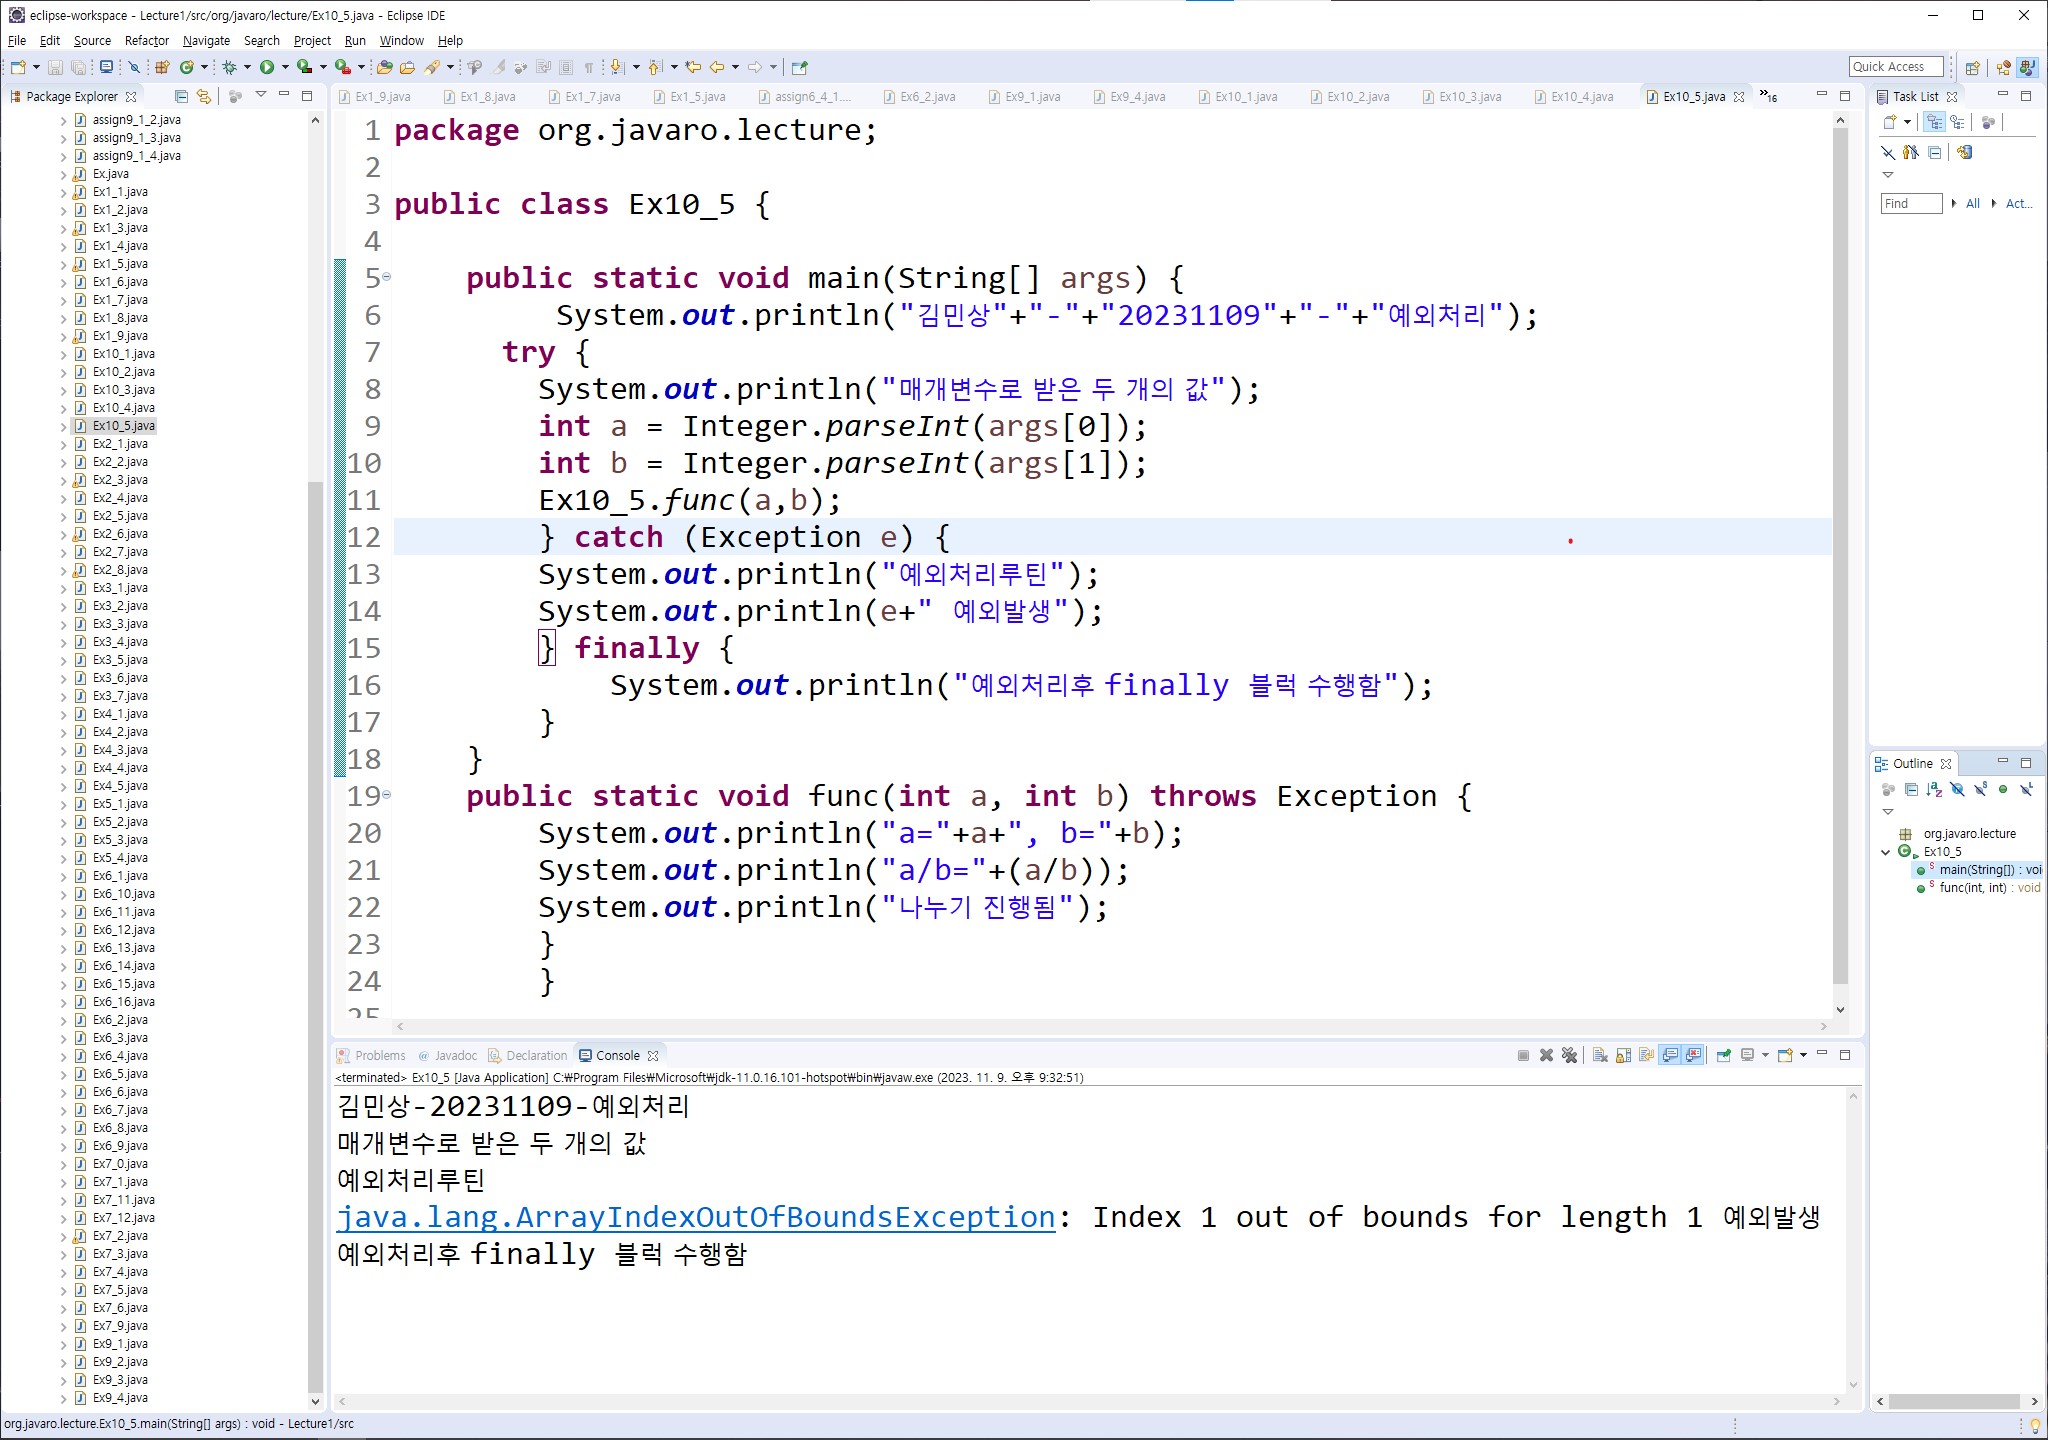 eclipse-workspace - Lecture1/src/org/javaro/lecture/Ex10_5.java - Eclipse IDE
File Edit Source Refactor Navigate Search Project Run Window Help
Quick Access
Package Explorer
assign9_1_2.java
assign9_1_3.java
assign9_1_4.java
Ex.java
Ex1_1.java
Ex1_2.java
Ex1_3.java
Ex1_4.java
Ex1_5.java
Ex1_6.java
Ex1_7.java
Ex1_8.java
Ex1_9.java
Ex10_1.java
Ex10_2.java
Ex10_3.java
Ex10_4.java
Ex10_5.java
Ex2_1.java
Ex2_2.java
Ex2_3.java
Ex2_4.java
Ex2_5.java
Ex2_6.java
Ex2_7.java
Ex2_8.java
Ex3_1.java
Ex3_2.java
Ex3_3.java
Ex3_4.java
Ex3_5.java
Ex3_6.java
Ex3_7.java
Ex4_1.java
Ex4_2.java
Ex4_3.java
Ex4_4.java
Ex4_5.java
Ex5_1.java
Ex5_2.java
Ex5_3.java
Ex5_4.java
Ex6_1.java
Ex6_10.java
Ex6_11.java
Ex6_12.java
Ex6_13.java
Ex6_14.java
Ex6_15.java
Ex6_16.java
Ex6_2.java
Ex6_3.java
Ex6_4.java
Ex6_5.java
Ex6_6.java
Ex6_7.java
Ex6_8.java
Ex6_9.java
Ex7_0.java
Ex7_1.java
Ex7_11.java
Ex7_12.java
Ex7_2.java
Ex7_3.java
Ex7_4.java
Ex7_5.java
Ex7_6.java
Ex7_9.java
Ex9_1.java
Ex9_2.java
Ex9_3.java
Ex9_4.java
Ex1_9.java Ex1_8.java Ex1_7.java Ex1_5.java assign6_4_1.... Ex6_2.java Ex9_1.java Ex9_4.java Ex10_1.java Ex10_2.java Ex10_3.java Ex10_4.java Ex10_5.java »16
1 package org.javaro.lecture;
2
3 public class Ex10_5 {
4
5 public static void main(String[] args) {
6 System.out.println("김민상"+"-"+"20231109"+"-"+"예외처리");
7 try {
8 System.out.println("매개변수로 받은 두 개의 값");
9 int a = Integer.parseInt(args[0]);
10 int b = Integer.parseInt(args[1]);
11 Ex10_5.func(a,b);
12 } catch (Exception e) {
13 System.out.println("예외처리루틴");
14 System.out.println(e+" 예외발생");
15 } finally {
16 System.out.println("예외처리후 finally 블럭 수행함");
17 }
18 }
19 public static void func(int a, int b) throws Exception {
20 System.out.println("a="+a+", b="+b);
21 System.out.println("a/b="+(a/b));
22 System.out.println("나누기 진행됨");
23 }
24 }
25
Problems Javadoc Declaration Console
<terminated> Ex10_5 [Java Application] C:₩Program Files₩Microsoft₩jdk-11.0.16.101-hotspot₩bin₩javaw.exe (2023. 11. 9. 오후 9:32:51)
김민상-20231109-예외처리
매개변수로 받은 두 개의 값
예외처리루틴
java.lang.ArrayIndexOutOfBoundsException: Index 1 out of bounds for length 1 예외발생
예외처리후 finally 블럭 수행함
Task List
Find All Act...
Outline
org.javaro.lecture
Ex10_5
main(String[]) : voi
func(int, int) : void
org.javaro.lecture.Ex10_5.main(String[] args) : void - Lecture1/src